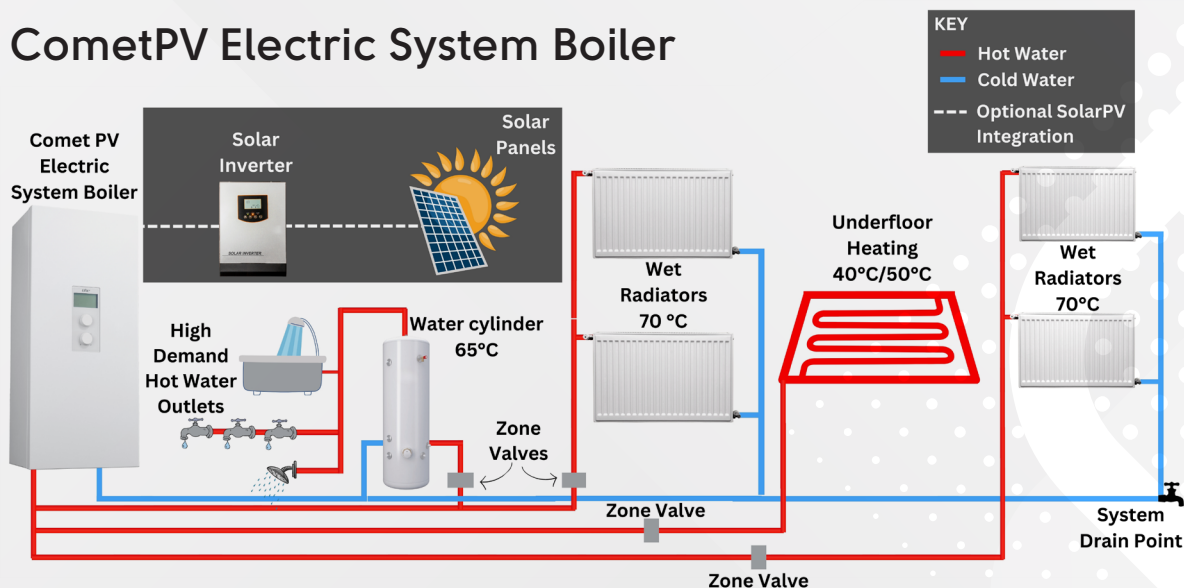 CometPV Electric System Boiler
KEY
Hot Water
Cold Water
Optional SolarPV
Integration
Comet PV
Electric
System Boiler
Solar
Inverter
Solar
Panels
SOLAR INVERTER
High
Demand
Hot Water
Outlets
Water cylinder
65°C
Zone
Valves
Wet
Radiators
70 °C
Underfloor
Heating
40°C/50°C
Wet
Radiators
70°C
Zone Valve
Zone Valve
System
Drain Point